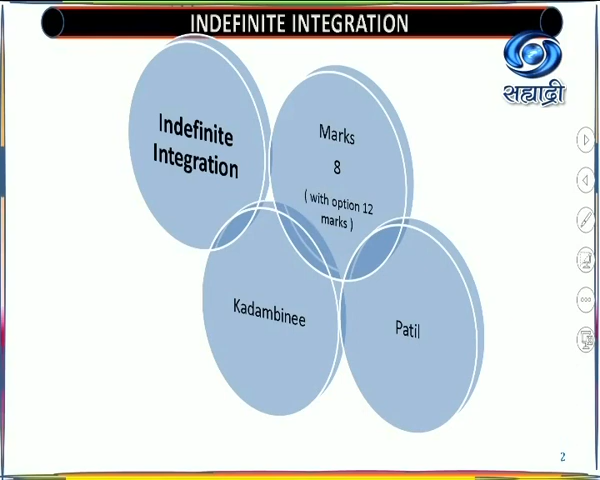 INDEFINITE INTEGRATION
सह्याद्री
Indefinite
Integration
Marks
8
( with option 12
marks )
Kadambinee
Patil
2